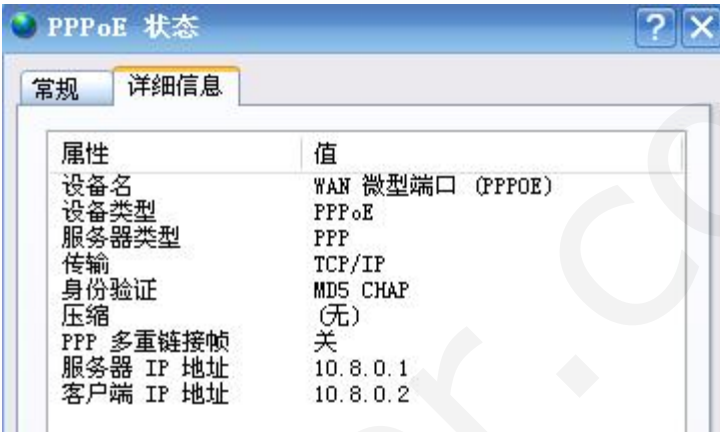 PPPoE 状态
常规 详细信息
属性 值
设备名 WAN 微型端口 (PPPOE)
设备类型 PPPoE
服务器类型 PPP
传输 TCP/IP
身份验证 MD5 CHAP
压缩 (无)
PPP 多重链接帧 关
服务器 IP 地址 10.8.0.1
客户端 IP 地址 10.8.0.2